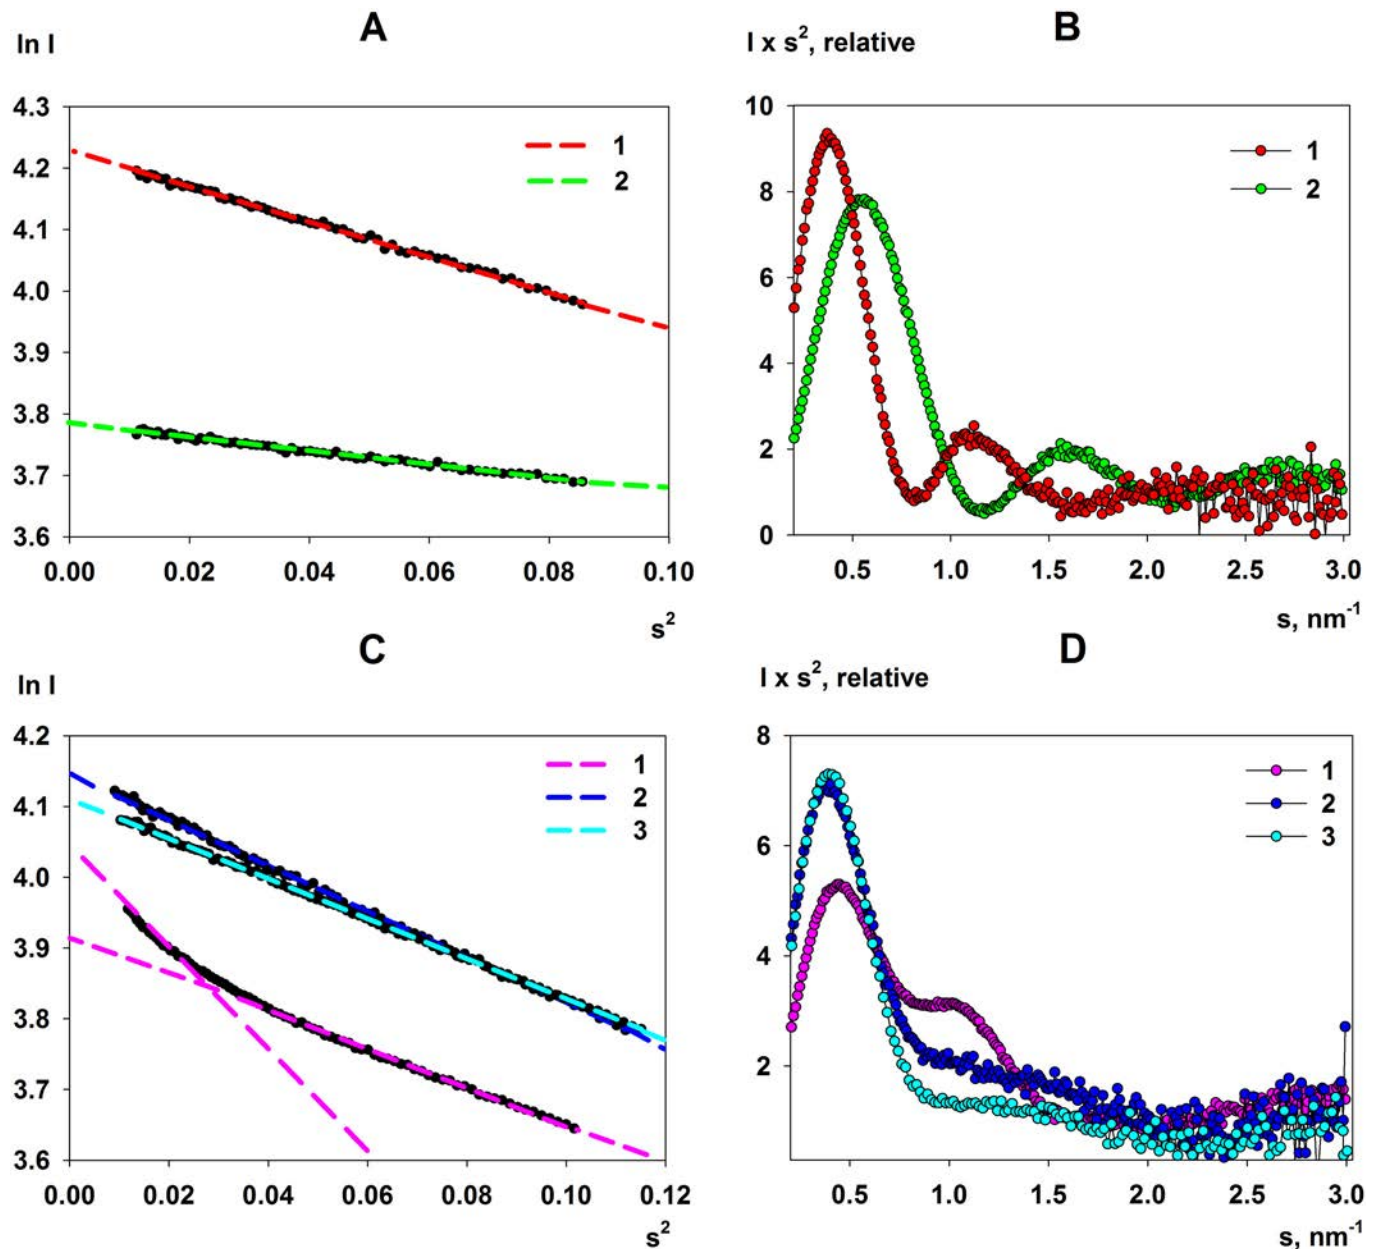 A
ln I
4.3
4.2
4.1
4.0
3.9
3.8
3.7
3.6
0.00 0.02 0.04 0.06 0.08 0.10
s²
1
2
B
I x s², relative
10
8
6
4
2
0
0.5 1.0 1.5 2.0 2.5 3.0
s, nm⁻¹
1
2
C
ln I
4.2
4.1
4.0
3.9
3.8
3.7
3.6
0.00 0.02 0.04 0.06 0.08 0.10 0.12
s²
1
2
3
D
I x s², relative
8
6
4
2
0.5 1.0 1.5 2.0 2.5 3.0
s, nm⁻¹
1
2
3